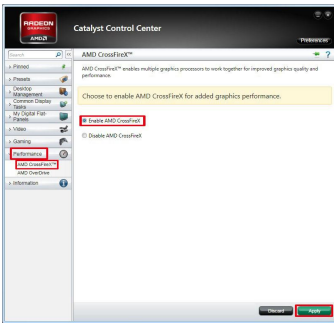 RADEON
GRAPHICS
AMD
Catalyst Control Center
Preferences
Search
AMD CrossFireX™
?
Pinned
Presets
Desktop
Management
Common Display
Tasks
My Digital Flat-
Panels
Video
Gaming
Performance
AMD CrossFireX™
AMD OverDrive
Information
AMD CrossFireX™ enables multiple graphics processors to work together for improved graphics quality and
performance.
Choose to enable AMD CrossFireX for added graphics performance.
Enable AMD CrossFireX
Disable AMD CrossFireX
Discard
Apply